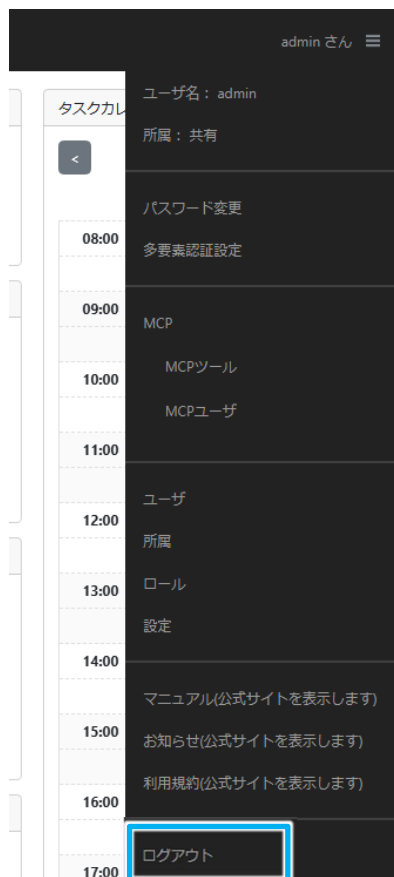 admin さん
ユーザ名： admin
所属： 共有
パスワード変更
多要素認証設定
MCP
MCPツール
MCPユーザ
ユーザ
所属
ロール
設定
マニュアル(公式サイトを表示します)
お知らせ(公式サイトを表示します)
利用規約(公式サイトを表示します)
ログアウト
タスクカレ
<
08:00
09:00
10:00
11:00
12:00
13:00
14:00
15:00
16:00
17:00